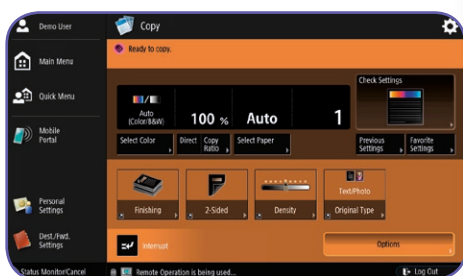 Demo User
Copy
Ready to copy.
Main Menu
Quick Menu
Mobile
Portal
Personal
Settings
Dest./Fwd.
Settings
Status Monitor/Cancel
Auto
(Color/B&W)
100 %
Auto
1
Check Settings
Select Color
Direct
Copy
Ratio
Select Paper
Previous
Settings
Favorite
Settings
Finishing
2-Sided
Density
Text/Photo
Original Type
Interrupt
Options
Remote Operation is being used...
Log Out